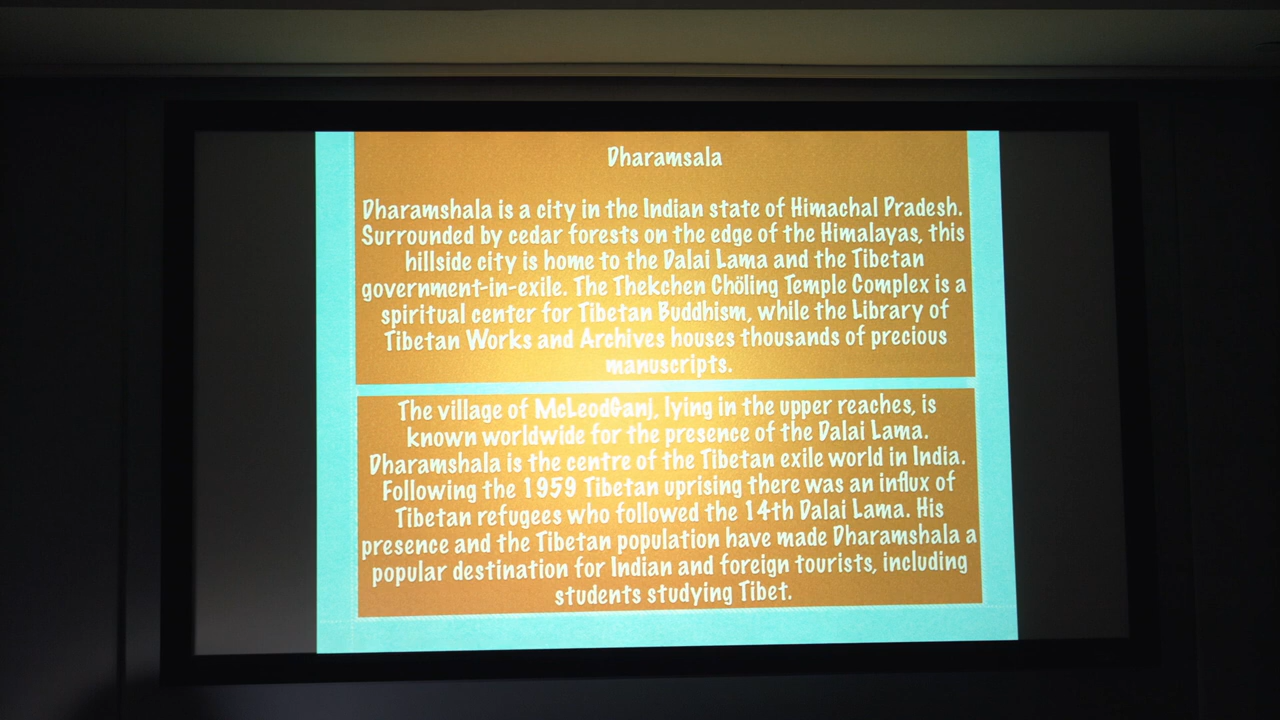 Dharamsala
Dharamshala is a city in the Indian state of Himachal Pradesh.
Surrounded by cedar forests on the edge of the Himalayas, this
hillside city is home to the Dalai Lama and the Tibetan
government-in-exile. The Thekchen Chöling Temple Complex is a
spiritual center for Tibetan Buddhism, while the Library of
Tibetan Works and Archives houses thousands of precious
manuscripts.
The village of McLeodGanj, lying in the upper reaches, is
known worldwide for the presence of the Dalai Lama.
Dharamshala is the centre of the Tibetan exile world in India.
Following the 1959 Tibetan uprising there was an influx of
Tibetan refugees who followed the 14th Dalai Lama. His
presence and the Tibetan population have made Dharamshala a
popular destination for Indian and foreign tourists, including
students studying Tibet.